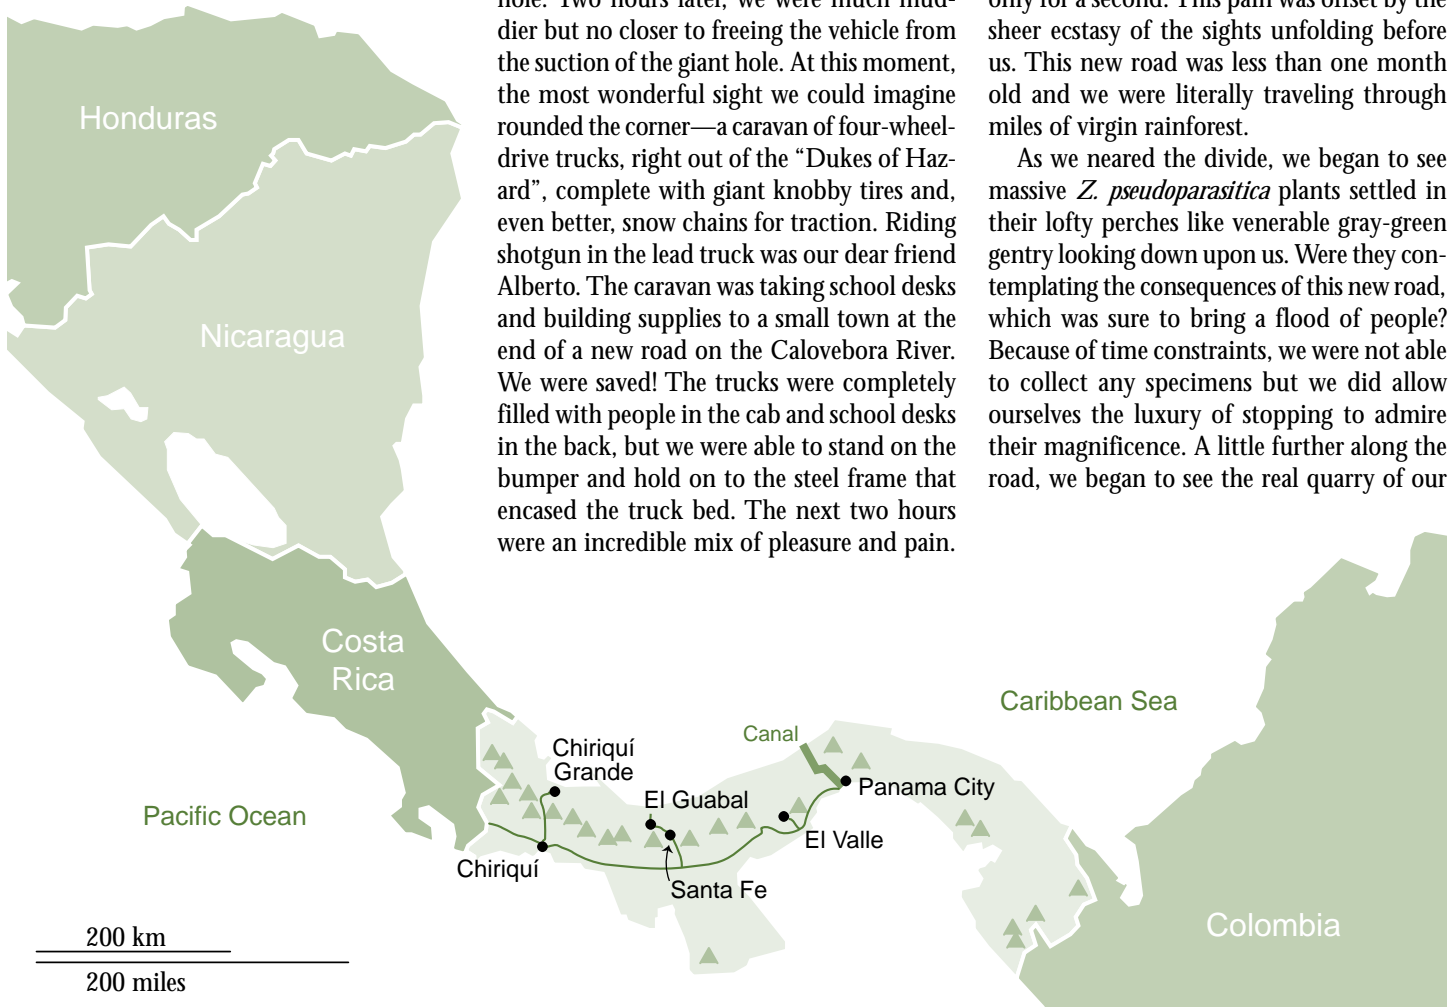 hole. Two hours later, we were much mud-
dier but no closer to freeing the vehicle from
the suction of the giant hole. At this moment,
the most wonderful sight we could imagine
rounded the corner—a caravan of four-wheel-
drive trucks, right out of the “Dukes of Haz-
ard”, complete with giant knobby tires and,
even better, snow chains for traction. Riding
shotgun in the lead truck was our dear friend
Alberto. The caravan was taking school desks
and building supplies to a small town at the
end of a new road on the Calovebora River.
We were saved! The trucks were completely
filled with people in the cab and school desks
in the back, but we were able to stand on the
bumper and hold on to the steel frame that
encased the truck bed. The next two hours
were an incredible mix of pleasure and pain.
only for a second. This pain was offset by the
sheer ecstasy of the sights unfolding before
us. This new road was less than one month
old and we were literally traveling through
miles of virgin rainforest.
As we neared the divide, we began to see
massive Z. pseudoparasitica plants settled in
their lofty perches like venerable gray-green
gentry looking down upon us. Were they con-
templating the consequences of this new road,
which was sure to bring a flood of people?
Because of time constraints, we were not able
to collect any specimens but we did allow
ourselves the luxury of stopping to admire
their magnificence. A little further along the
road, we began to see the real quarry of our
Honduras
Nicaragua
Costa
Rica
Caribbean Sea
Canal
Chiriquí
Grande
Panama City
El Guabal
Pacific Ocean
El Valle
Chiriquí
Santa Fe
Colombia
200 km
200 miles